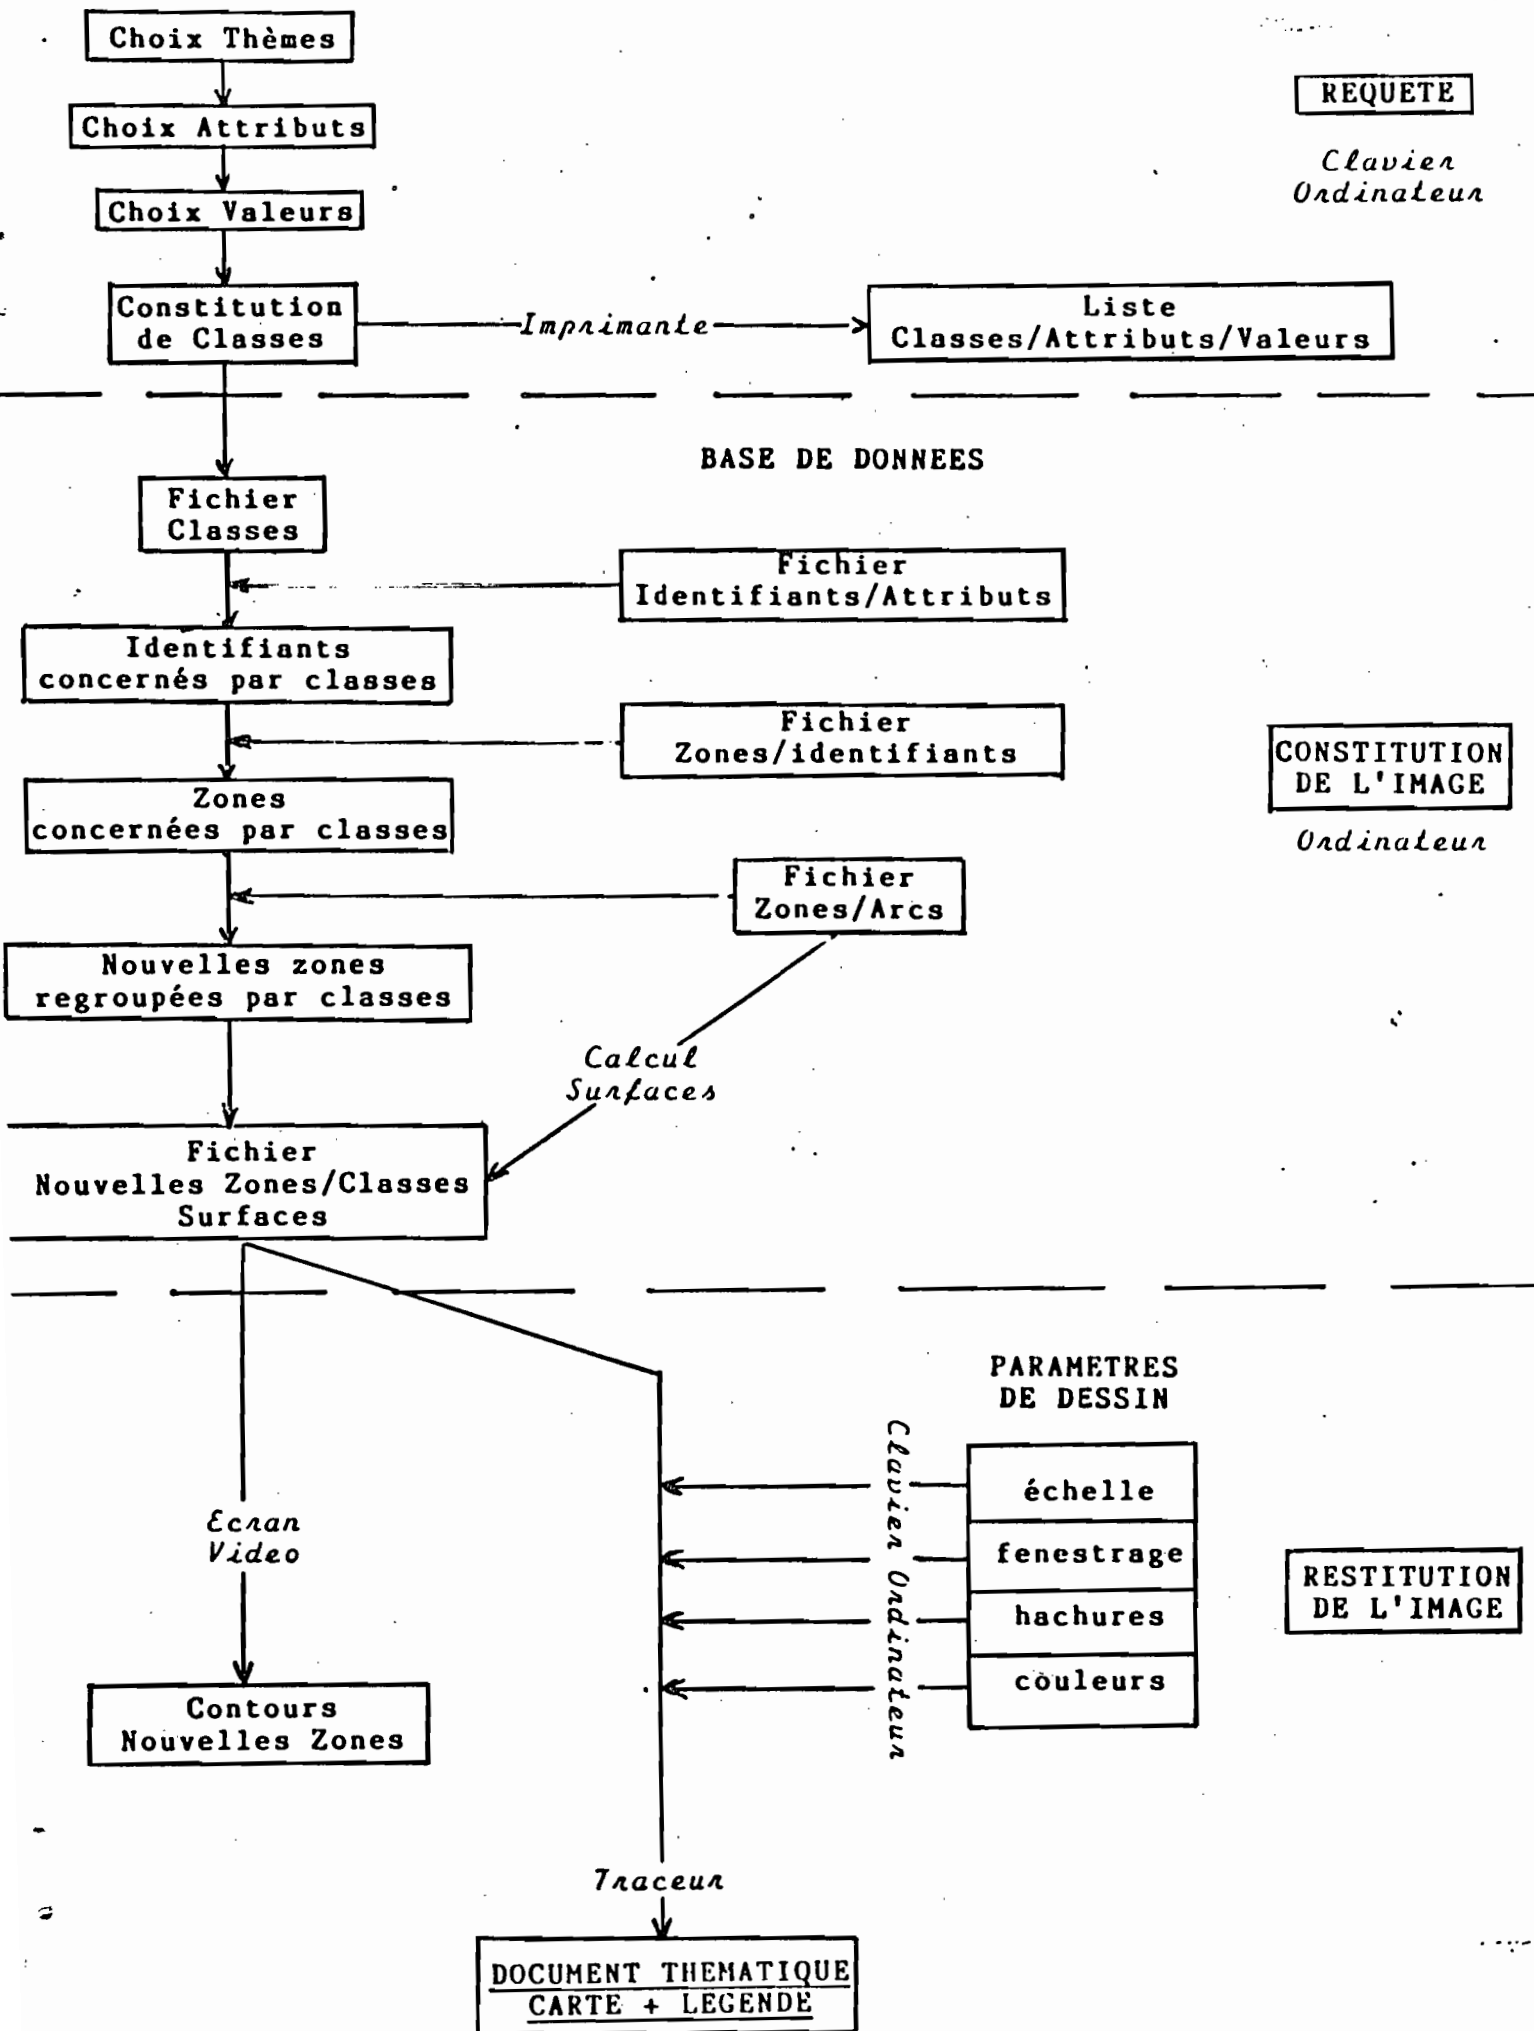 Choix Thèmes
REQUETE
Choix Attributs
Clavier
Ordinateur
Choix Valeurs
Constitution
de Classes
Imprimante
Liste
Classes/Attributs/Valeurs
BASE DE DONNEES
Fichier
Classes
Fichier
Identifiants/Attributs
Identifiants
concernés par classes
Fichier
Zones/identifiants
CONSTITUTION
DE L'IMAGE
Ordinateur
Zones
concernées par classes
Fichier
Zones/Arcs
Nouvelles zones
regroupées par classes
Calcul
Surfaces
Fichier
Nouvelles Zones/Classes
Surfaces
PARAMETRES
DE DESSIN
Clavier Ordinateur
échelle
fenestrage
hachures
couleurs
Ecran
Video
RESTITUTION
DE L'IMAGE
Contours
Nouvelles Zones
Traceur
DOCUMENT THEMATIQUE
CARTE + LEGENDE